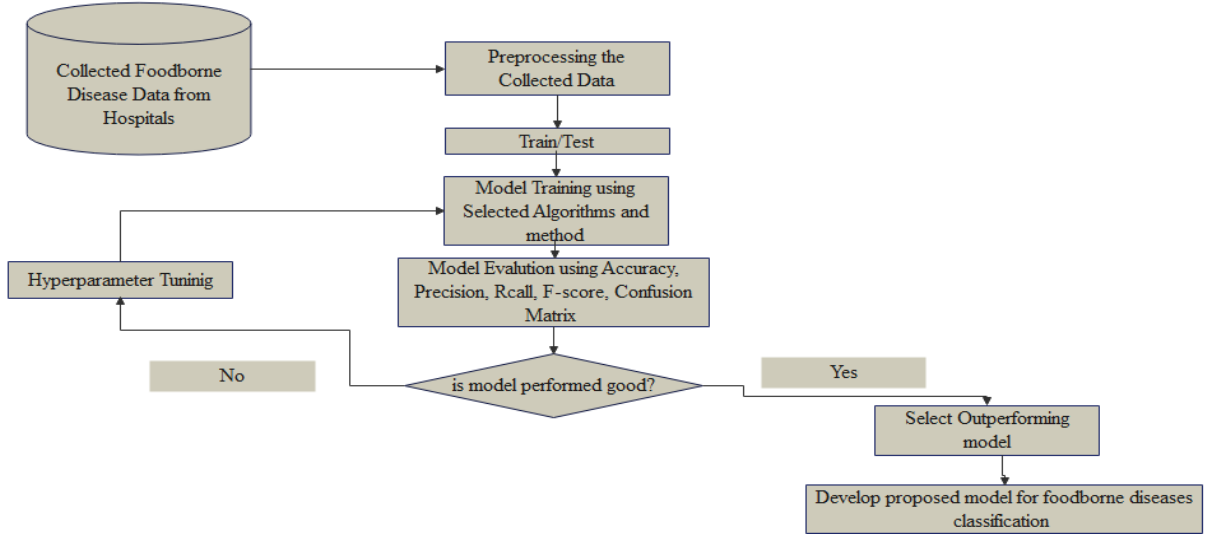 Collected Foodborne
Disease Data from
Hospitals
Preprocessing the
Collected Data
Train/Test
Model Training using
Selected Algorithms and
method
Hyperparameter Tuninig
Model Evalution using Accuracy,
Precision, Rcall, F-score, Confusion
Matrix
is model performed good?
No
Yes
Select Outperforming
model
Develop proposed model for foodborne diseases
classification